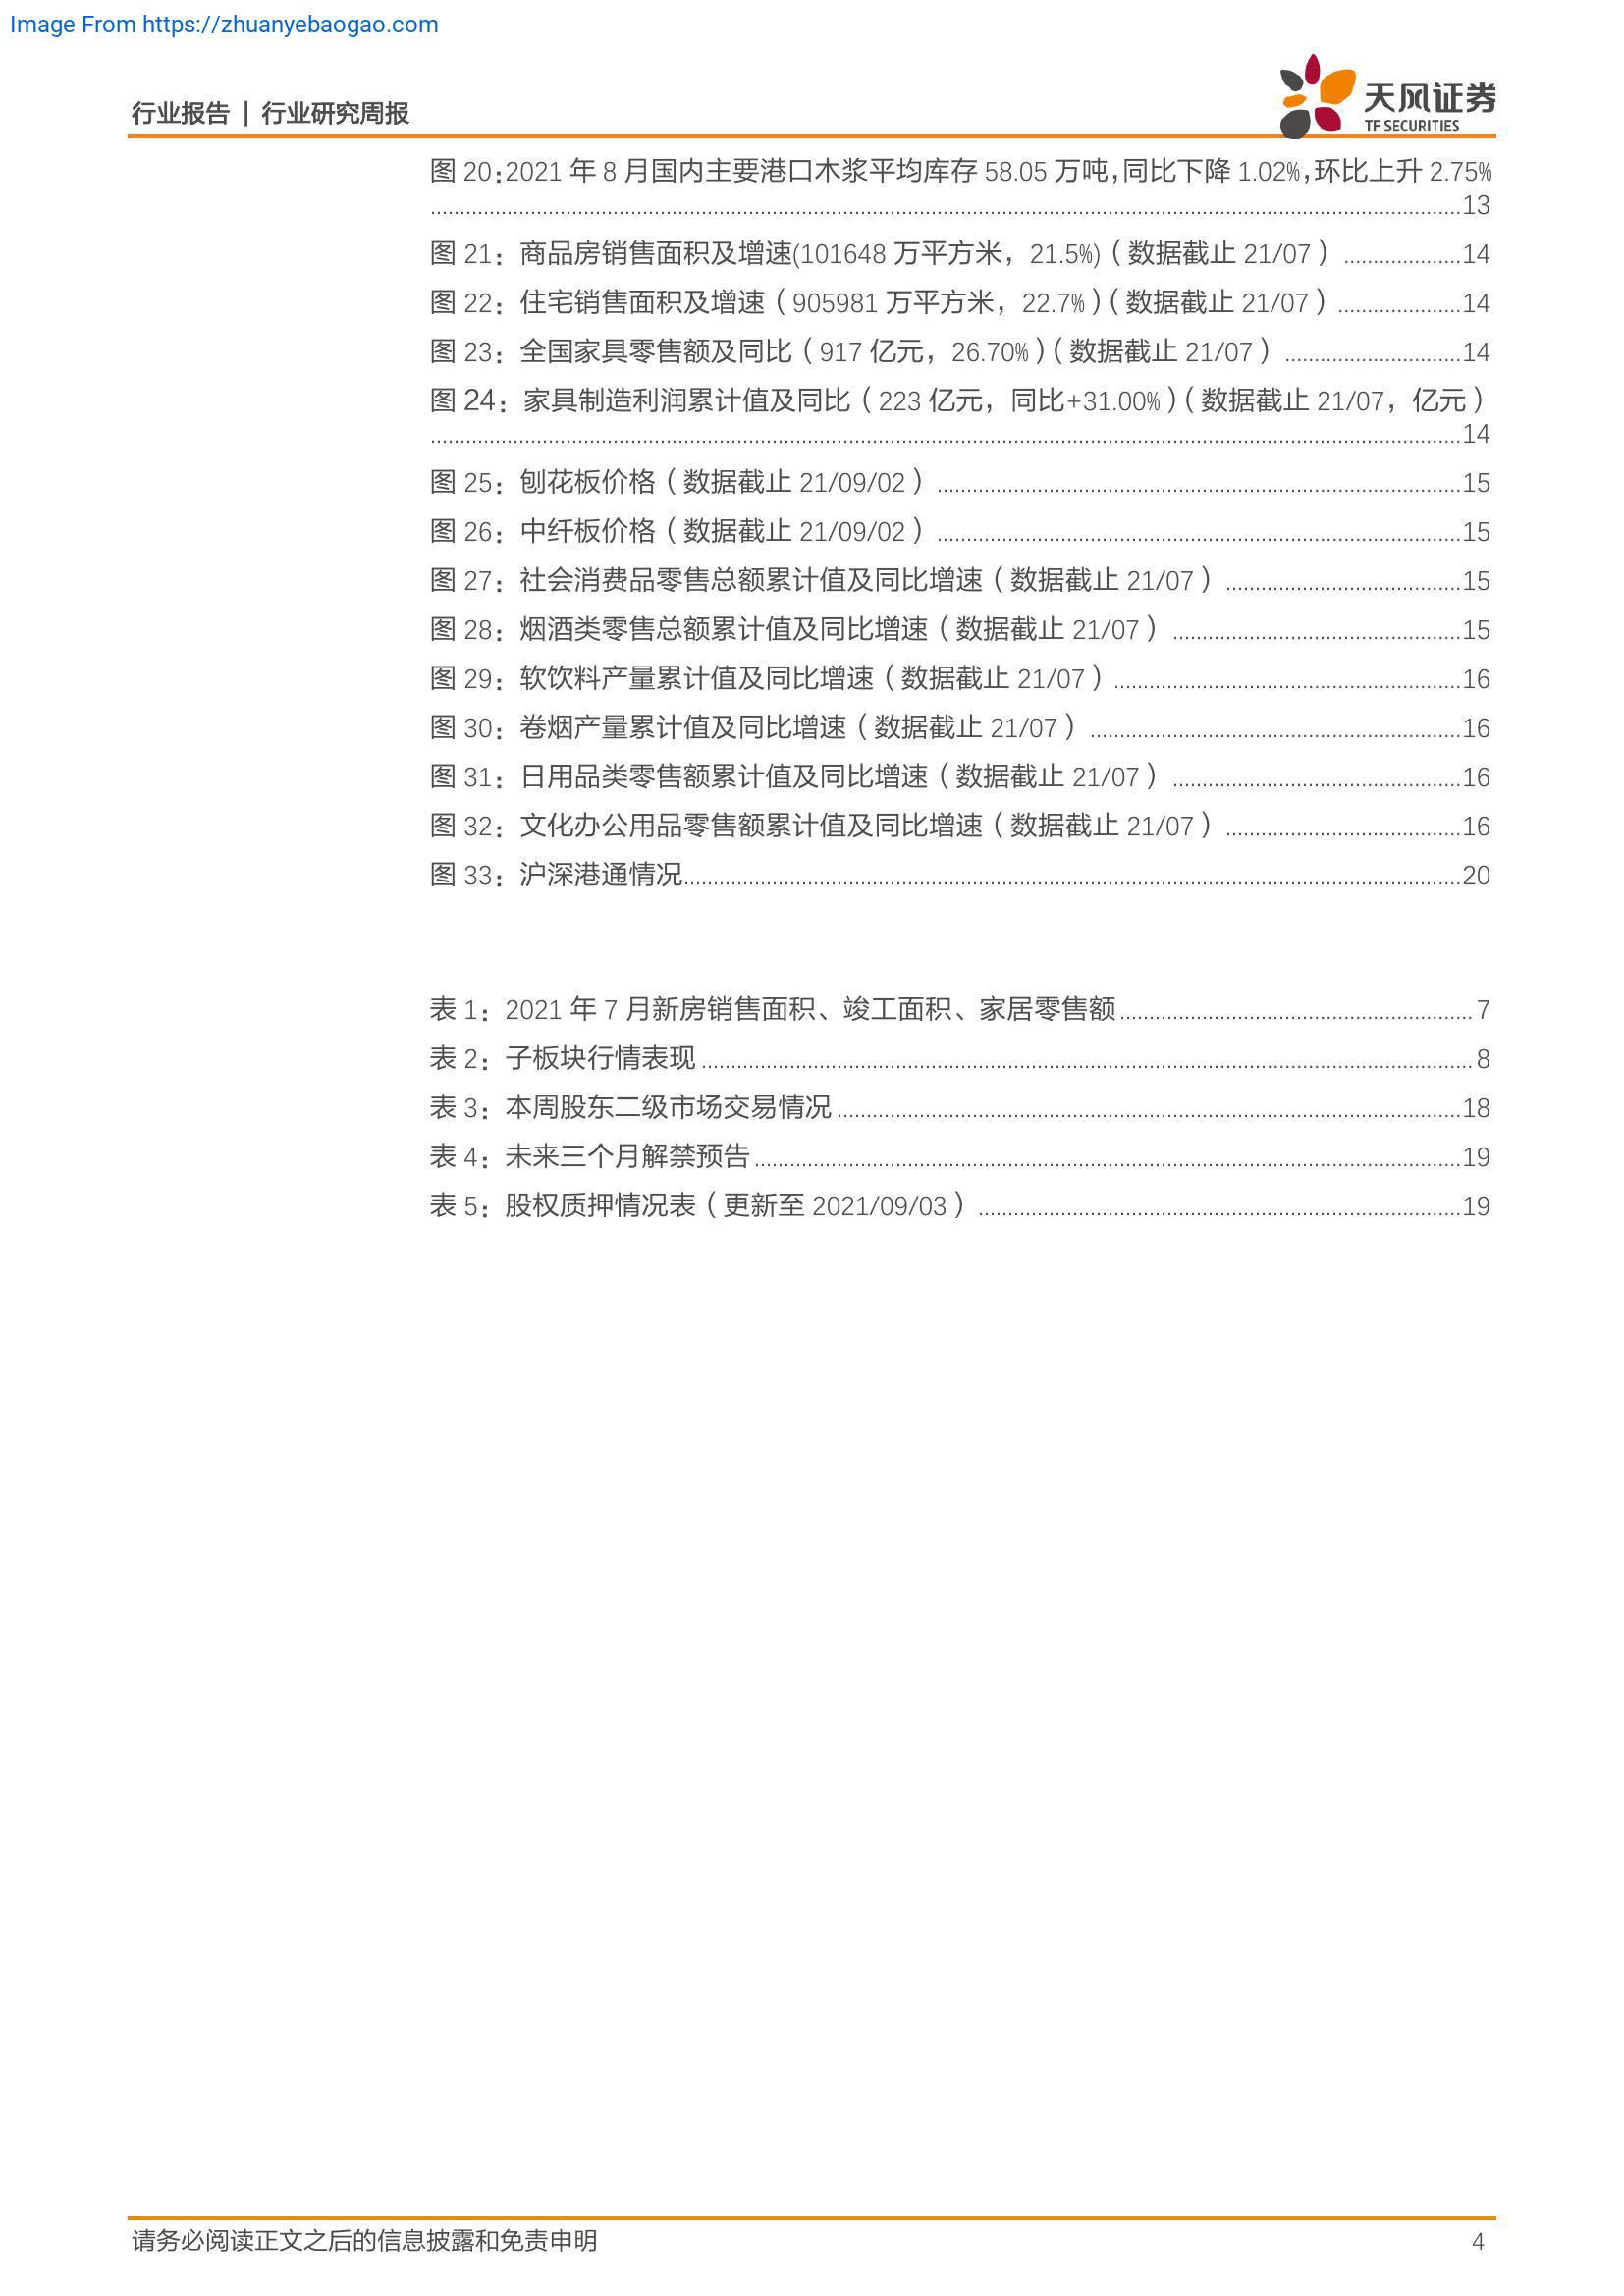 Image From https://zhuanyebaogao.com
行业报告 | 行业研究周报
天风证券
TF SECURITIES
图 20：2021 年 8 月国内主要港口木浆平均库存 58.05 万吨，同比下降 1.02%，环比上升 2.75%
13
图 21：商品房销售面积及增速(101648 万平方米，21.5%)（数据截止 21/07） 14
图 22：住宅销售面积及增速（905981 万平方米，22.7%）（数据截止 21/07） 14
图 23：全国家具零售额及同比（917 亿元，26.70%）（数据截止 21/07） 14
图 24：家具制造利润累计值及同比（223 亿元，同比+31.00%）（数据截止 21/07，亿元）
14
图 25：刨花板价格（数据截止 21/09/02） 15
图 26：中纤板价格（数据截止 21/09/02） 15
图 27：社会消费品零售总额累计值及同比增速（数据截止 21/07） 15
图 28：烟酒类零售总额累计值及同比增速（数据截止 21/07） 15
图 29：软饮料产量累计值及同比增速（数据截止 21/07） 16
图 30：卷烟产量累计值及同比增速（数据截止 21/07） 16
图 31：日用品类零售额累计值及同比增速（数据截止 21/07） 16
图 32：文化办公用品零售额累计值及同比增速（数据截止 21/07） 16
图 33：沪深港通情况 20
表 1：2021 年 7 月新房销售面积、竣工面积、家居零售额 7
表 2：子板块行情表现 8
表 3：本周股东二级市场交易情况 18
表 4：未来三个月解禁预告 19
表 5：股权质押情况表（更新至 2021/09/03） 19
请务必阅读正文之后的信息披露和免责申明 4